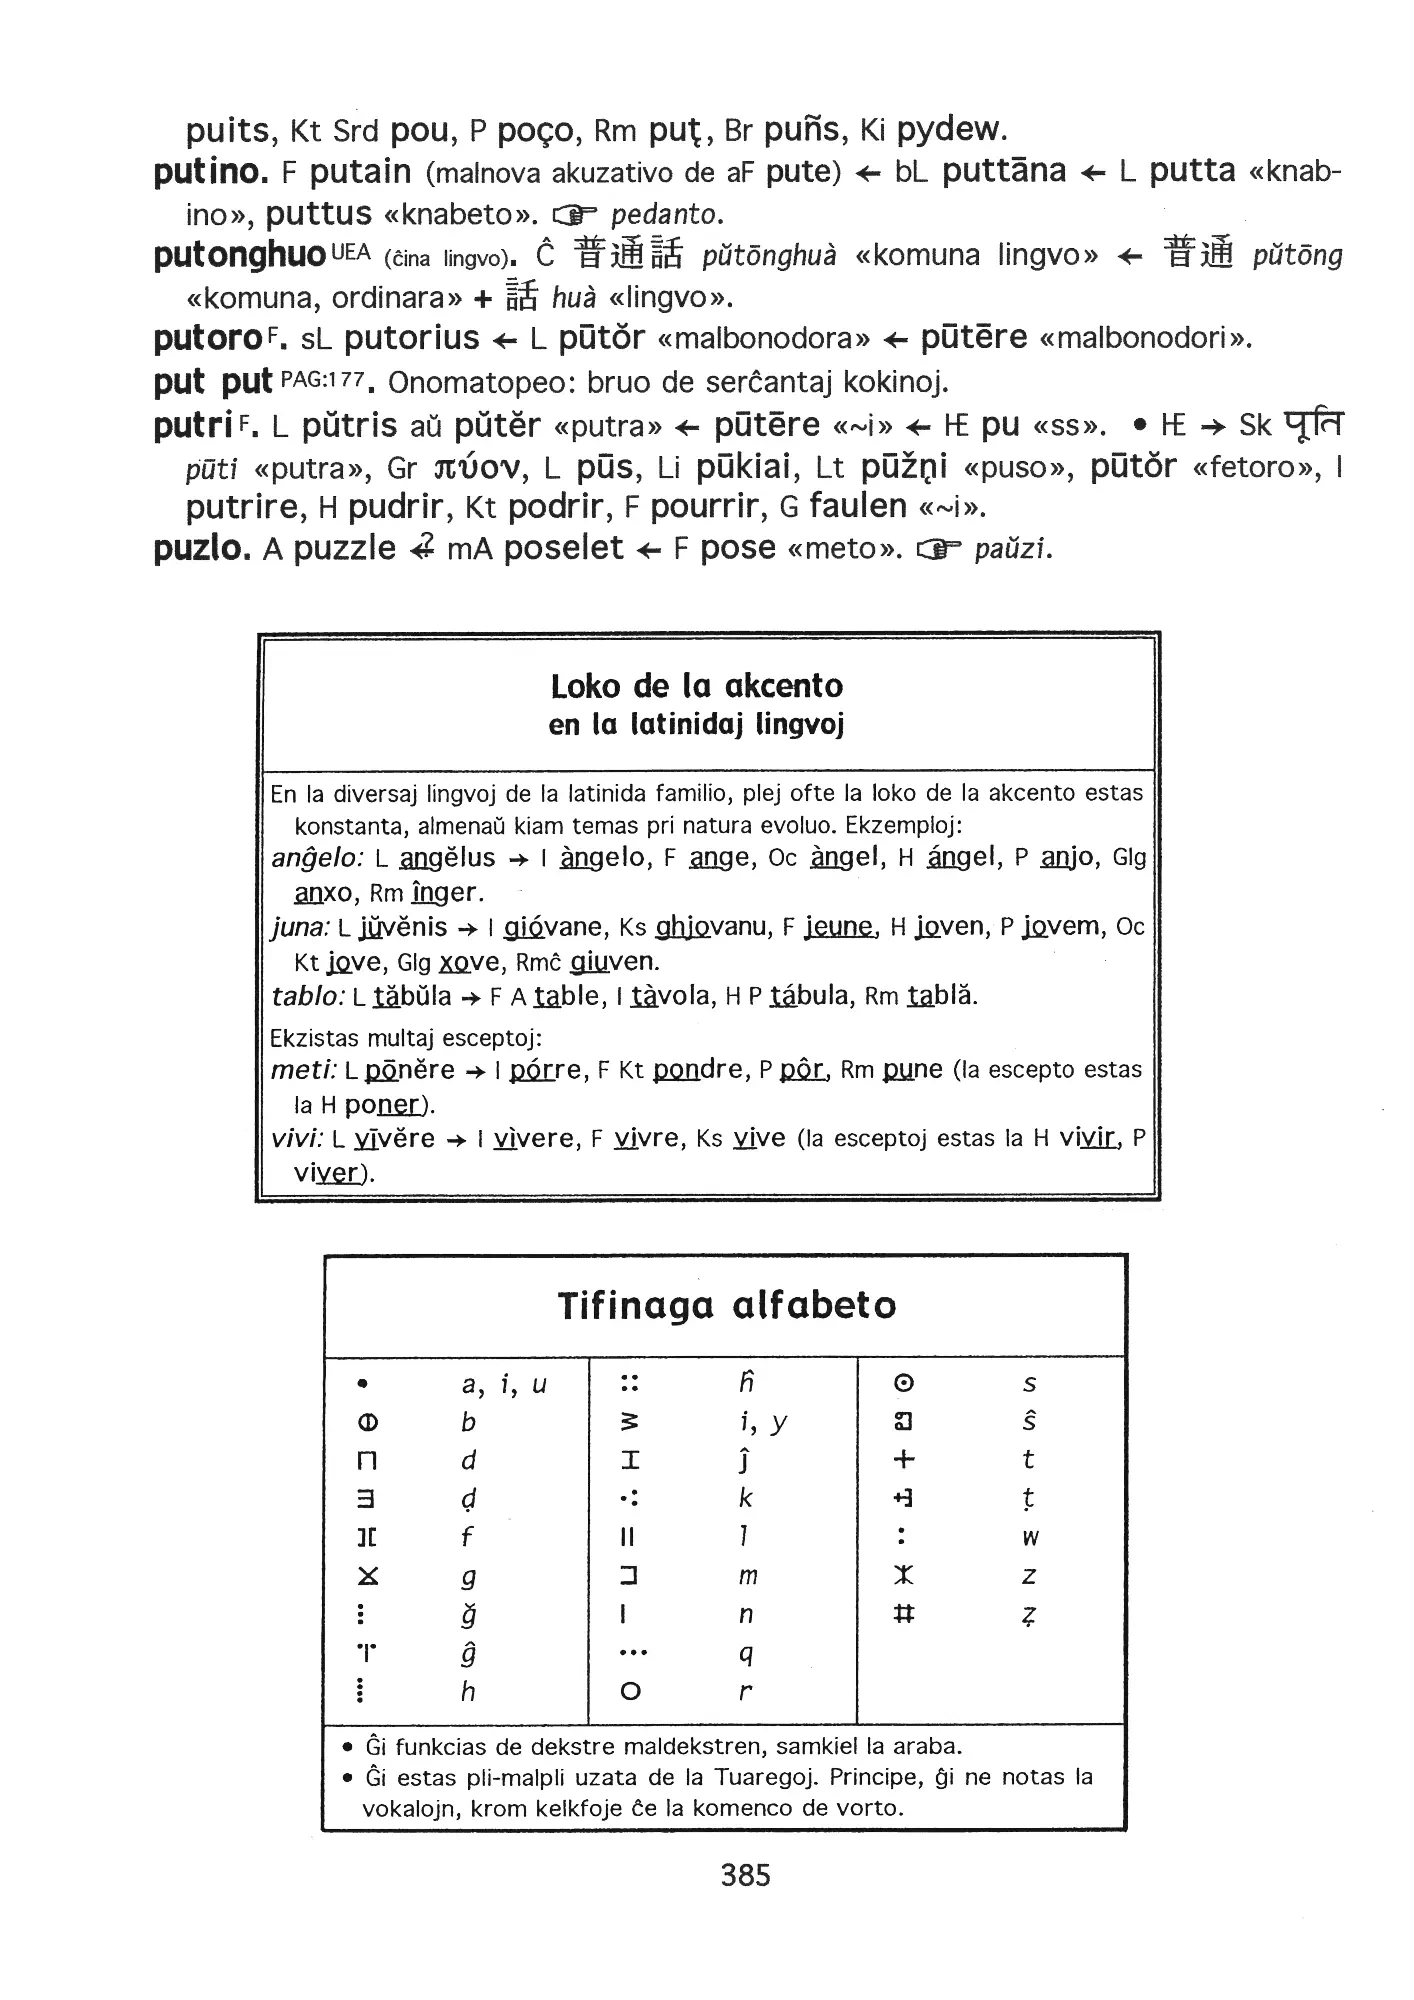 puits, Kt Srd pou, P poço, Rm puţ, Br puñs, Ki pydew.
putino. F putain (malnova akuzativo de aF pute) ← bL puttāna ← L putta «knab-
ino», puttus «knabeto». ☞ pedanto.
putonghuo UEA (ĉina lingvo). Ĉ 普通話 pŭtōnghuà «komuna lingvo» ← 普通 pŭtōng
«komuna, ordinara» + 話 huà «lingvo».
putoro F. sL putorius ← L pūtŏr «malbonodora» ← pūtēre «malbonodori».
put put PAG:177. Onomatopeo: bruo de serĉantaj kokinoj.
putri F. L pŭtris aŭ pŭtĕr «putra» ← pūtēre «~i» ← HE pu «ss». • HE → Sk पूति
pūti «putra», Gr πύον, L pūs, Li pūkiai, Lt pūžņi «puso», pūtŏr «fetoro», I
putrire, H pudrir, Kt podrir, F pourrir, G faulen «~i».
puzlo. A puzzle ←? mA poselet ← F pose «meto». ☞ paŭzi.
Loko de la akcento
en la latinidaj lingvoj
En la diversaj lingvoj de la latinida familio, plej ofte la loko de la akcento estas
konstanta, almenaŭ kiam temas pri natura evoluo. Ekzemploj:
anĝelo: L angĕlus → I àngelo, F ange, Oc àngel, H ángel, P anjo, Glg
anxo, Rm înger.
juna: L jŭvĕnis → I gióvane, Ks ghjovanu, F jeune, H joven, P jovem, Oc
Kt jove, Glg xove, Rmĉ giuven.
tablo: L tăbŭla → F A table, I tàvola, H P tábula, Rm tablă.
Ekzistas multaj esceptoj:
meti: L pōnĕre → I pórre, F Kt pondre, P pôr, Rm pune (la escepto estas
la H poner).
vivi: L vīvĕre → I vìvere, F vivre, Ks vive (la esceptoj estas la H vivir, P
viver).
Tifinaga alfabeto
• a, i, u ⵆ ĥ ⊙ s
ⴲ b ⵢ i, y ⴾ ŝ
⊓ d ⵊ ĵ + t
ⴹ ḍ ⴾ k ⵟ ṭ
ⴼ f || l : w
ⴳ g ⊐ m ⵣ z
⋮ ğ | n # ẓ
ⴶ ĝ ⋯ q
ⵂ h O r
• Ĝi funkcias de dekstre maldekstren, samkiel la araba.
• Ĝi estas pli-malpli uzata de la Tuaregoj. Principe, ĝi ne notas la
vokalojn, krom kelkfoje ĉe la komenco de vorto.
385